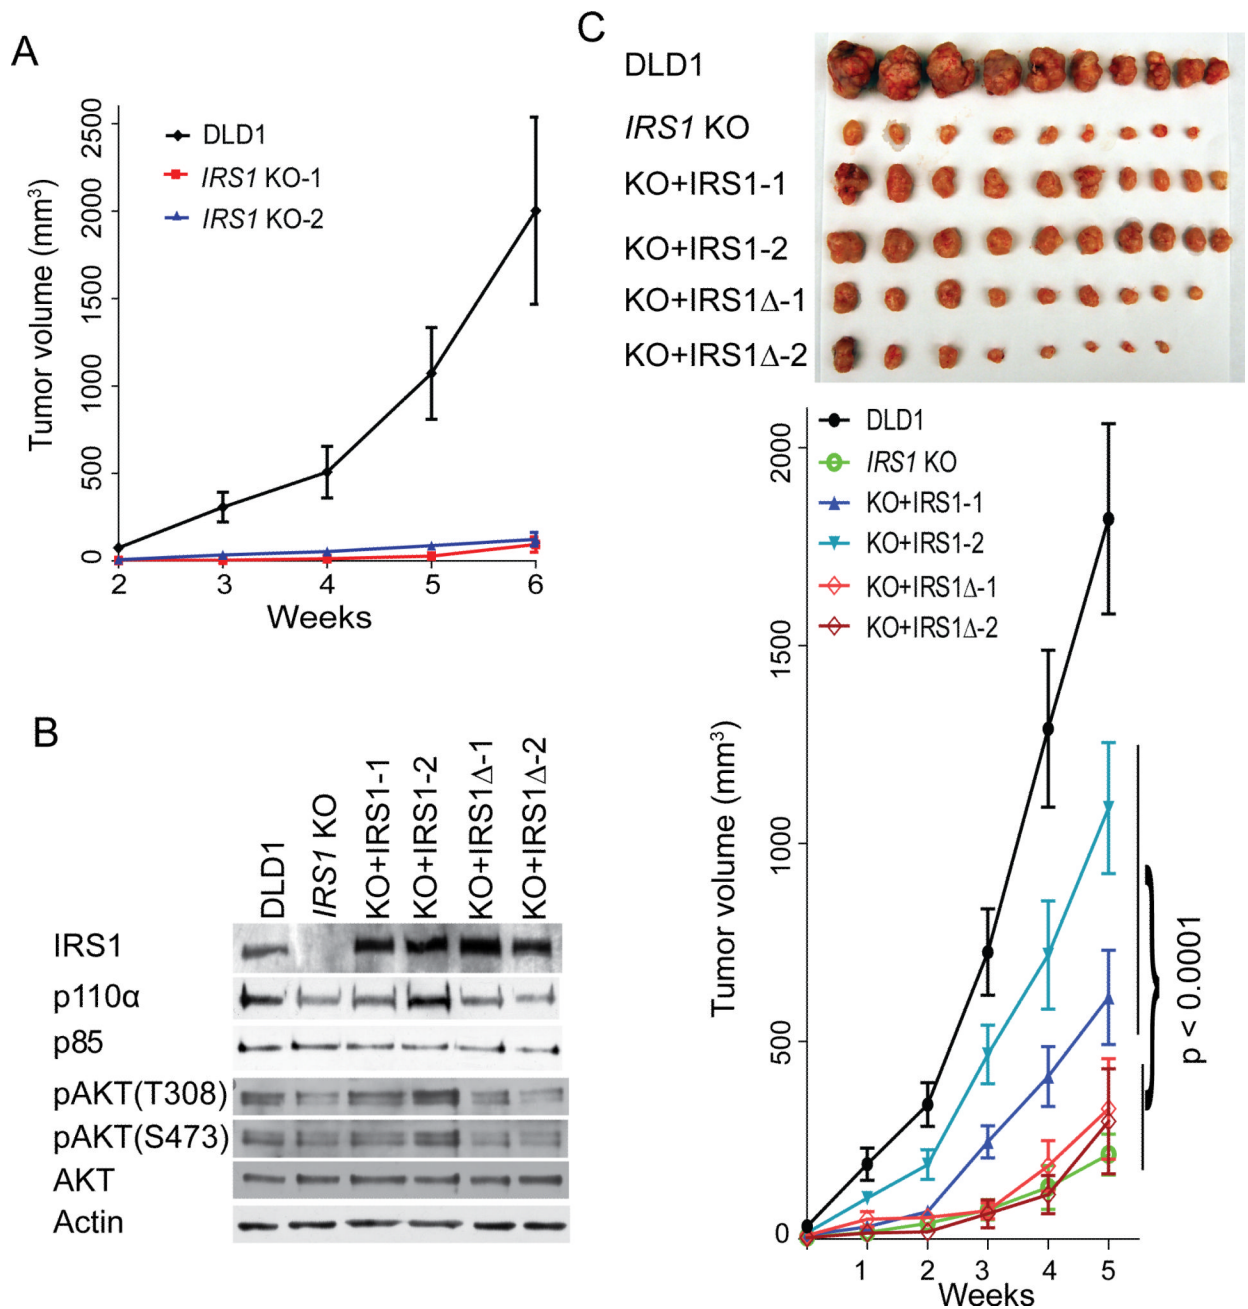 A
2500
2000
1500
1000
500
0
Tumor volume (mm³)
DLD1
IRS1 KO-1
IRS1 KO-2
2 3 4 5 6
Weeks
B
DLD1
IRS1 KO
KO+IRS1-1
KO+IRS1-2
KO+IRS1Δ-1
KO+IRS1Δ-2
IRS1
p110α
p85
pAKT(T308)
pAKT(S473)
AKT
Actin
C
DLD1
IRS1 KO
KO+IRS1-1
KO+IRS1-2
KO+IRS1Δ-1
KO+IRS1Δ-2
2000
1500
1000
500
0
Tumor volume (mm³)
DLD1
IRS1 KO
KO+IRS1-1
KO+IRS1-2
KO+IRS1Δ-1
KO+IRS1Δ-2
p < 0.0001
1 2 3 4 5
Weeks